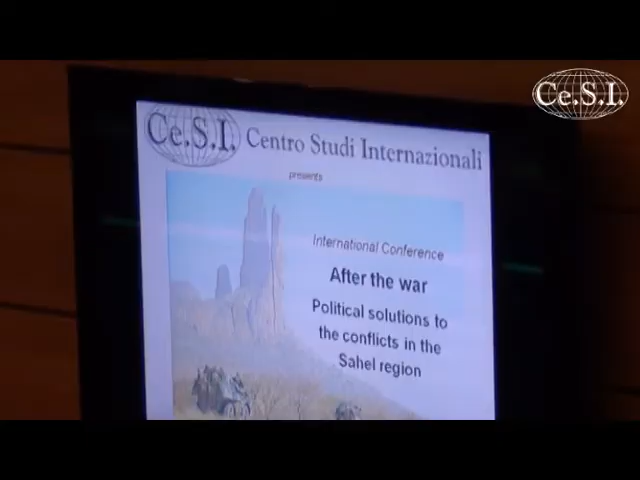 Ce.S.I.
Ce.S.I. Centro Studi Internazionali
presents
International Conference
After the war
Political solutions to
the conflicts in the
Sahel region